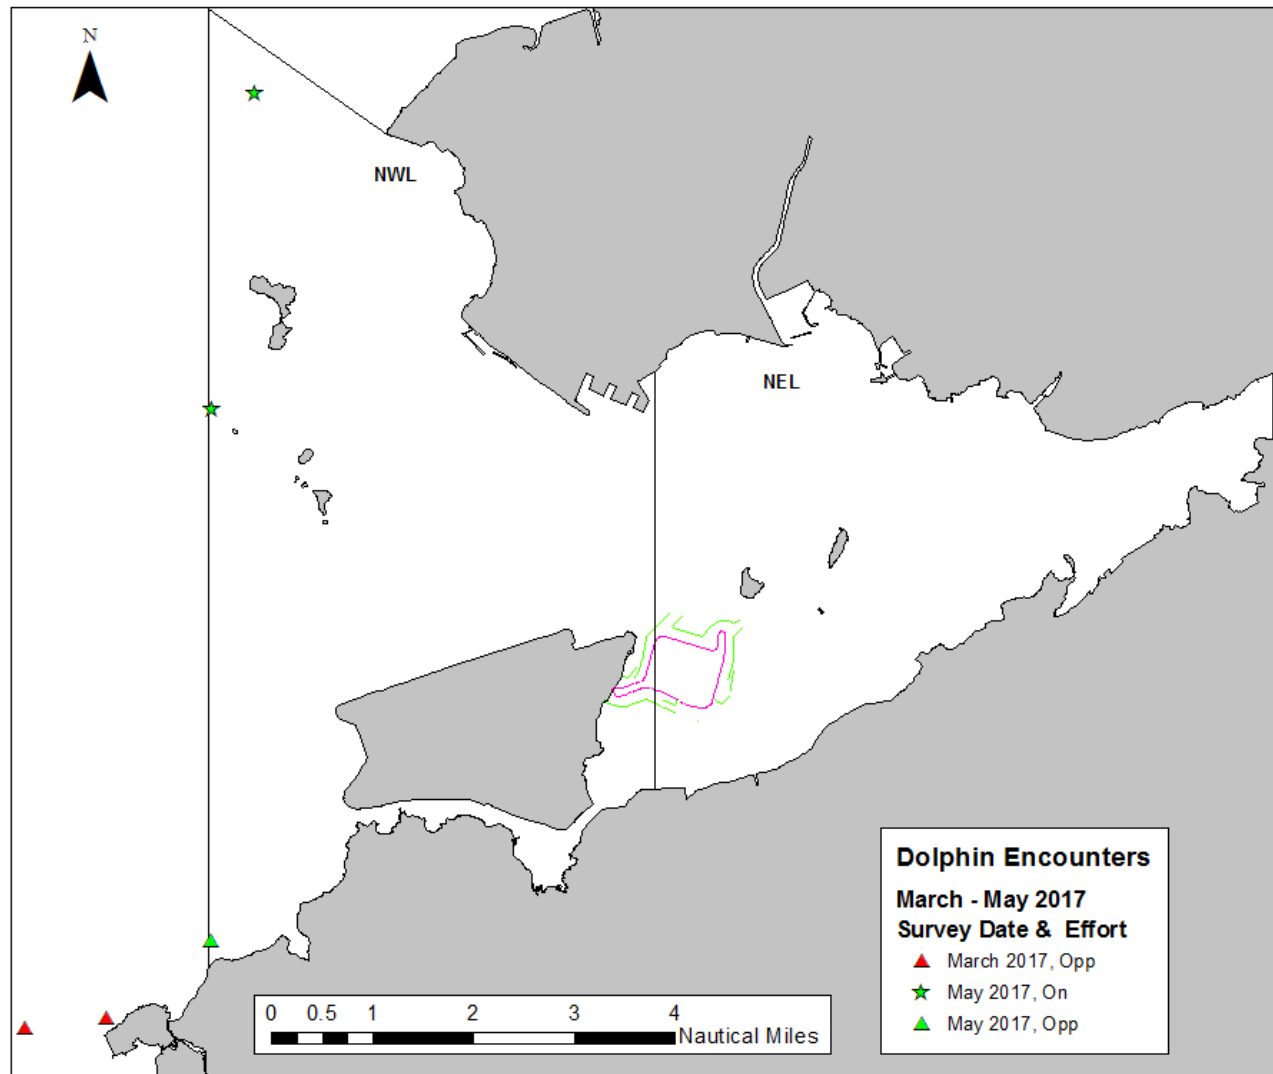 N
NWL
NEL
Dolphin Encounters
March - May 2017
Survey Date & Effort
March 2017, Opp
May 2017, On
May 2017, Opp
0 0.5 1 2 3 4
Nautical Miles